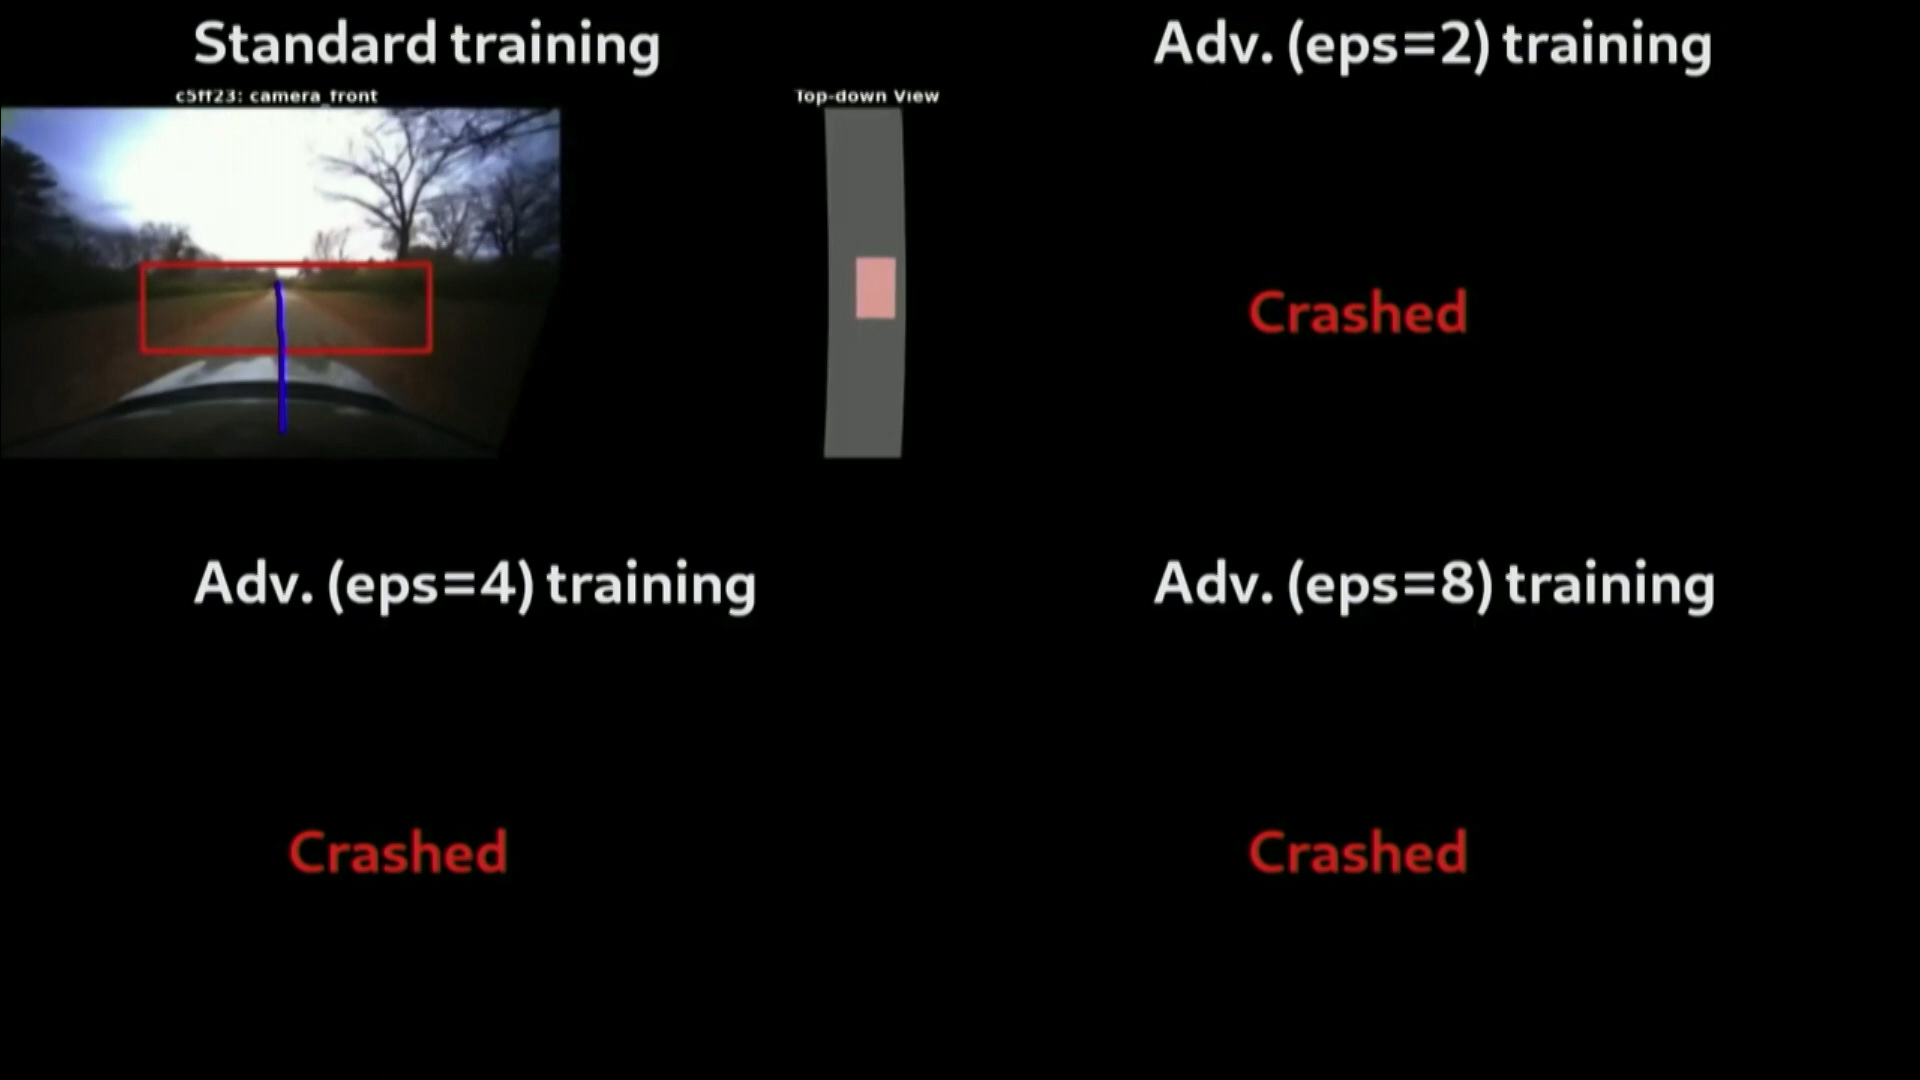 Standard training
c5ff23: camera_front
Top-down View
Adv. (eps=2) training
Crashed
Adv. (eps=4) training
Crashed
Adv. (eps=8) training
Crashed